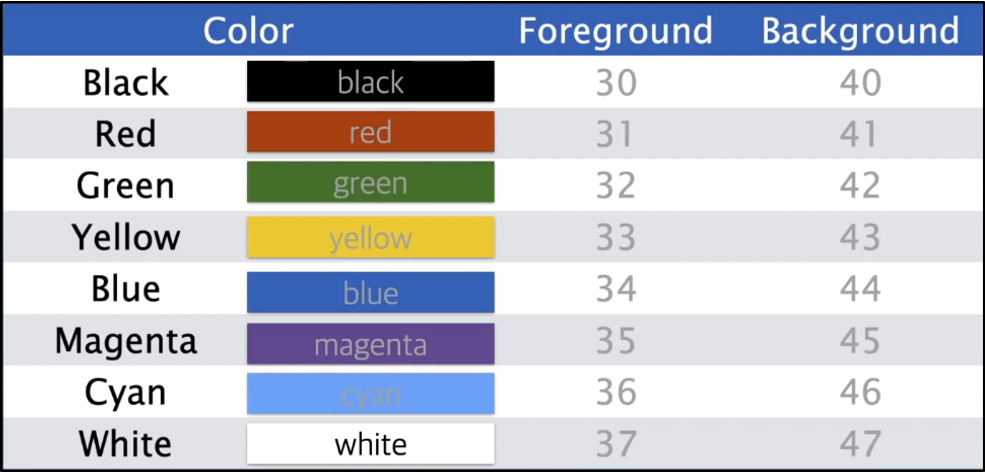 Color Foreground Background
Black black 30 40
Red red 31 41
Green green 32 42
Yellow yellow 33 43
Blue blue 34 44
Magenta magenta 35 45
Cyan cyan 36 46
White white 37 47